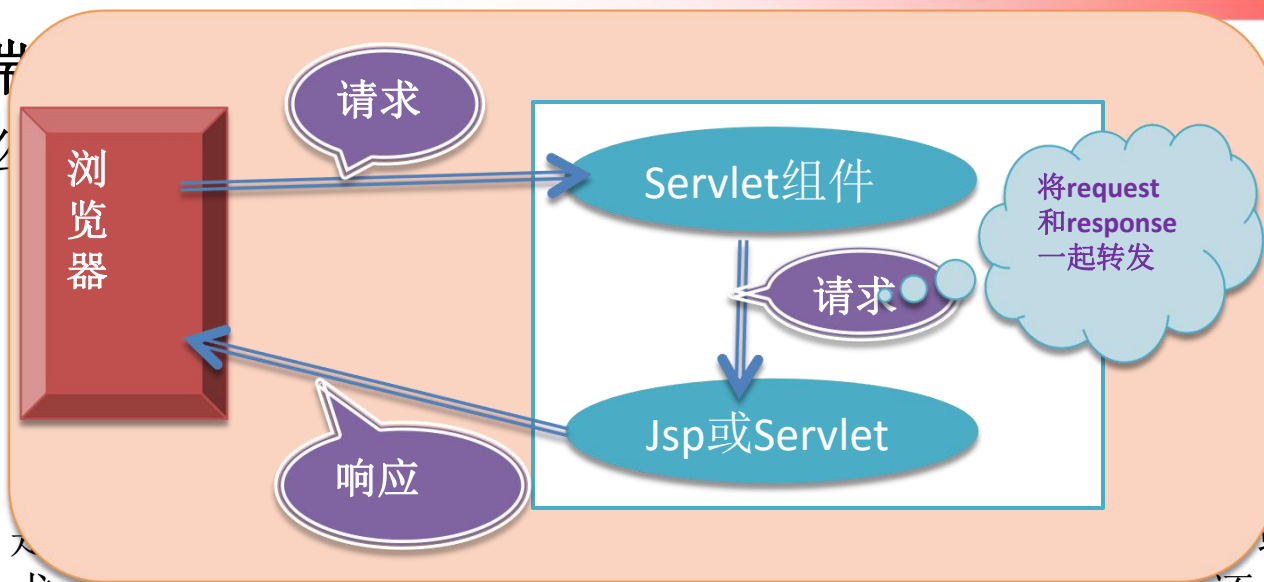 请求
浏
览
器
Servlet组件
将request
和response
一起转发
请求
Jsp或Servlet
响应